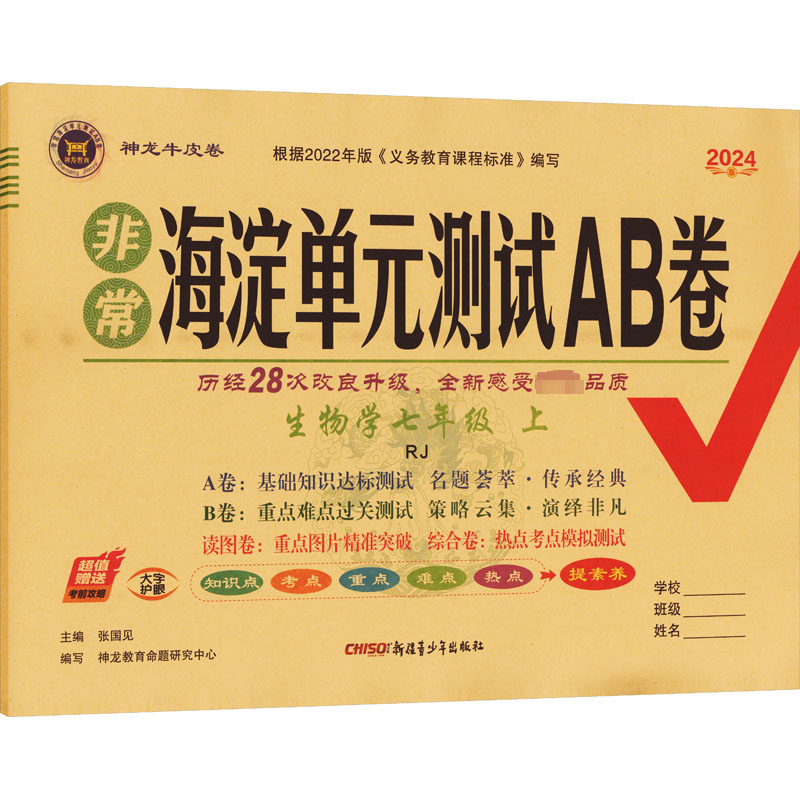 神龙教育
Shenlong Jiaoyu
神龙牛皮卷
根据2022年版《义务教育课程标准》编写
2024版
非常
海淀单元测试AB卷
历经28次改良升级，全新感受 品质
生物学七年级 上
RJ
A卷：基础知识达标测试 名题荟萃·传承经典
B卷：重点难点过关测试 策略云集·演绎非凡
读图卷：重点图片精准突破 综合卷：热点考点模拟测试
超值
赠送
考前攻略
大字
护眼
知识点 考点 重点 难点 热点 提素养
学校
班级
姓名
主编 张国见
编写 神龙教育命题研究中心
CHISO 新疆青少年出版社